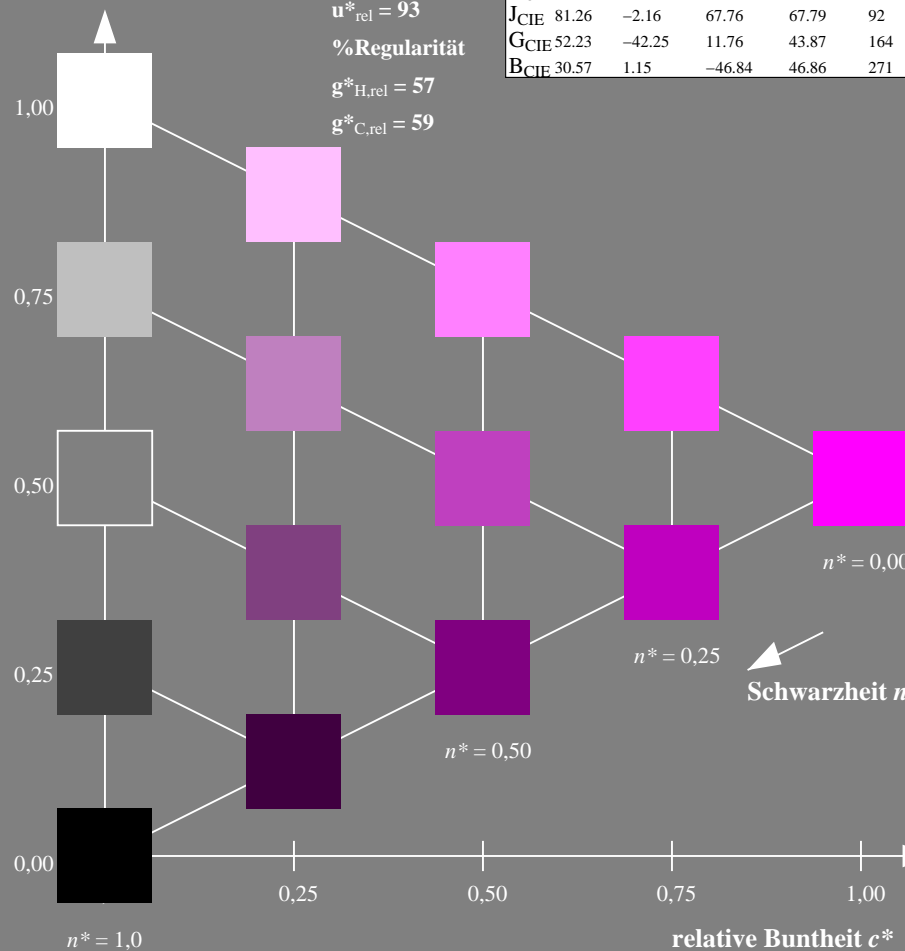 u*rel = 93
%Regularität
g*H,rel = 57
g*C,rel = 59
JCIE 81.26 −2.16 67.76 67.79 92
GCIE 52.23 −42.25 11.76 43.87 164
BCIE 30.57 1.15 −46.84 46.86 271
1,00
0,75
0,50
n* = 0,00
n* = 0,25
0,25
Schwarzheit n
n* = 0,50
0,00
0,25 0,50 0,75 1,00
n* = 1,0
relative Buntheit c*